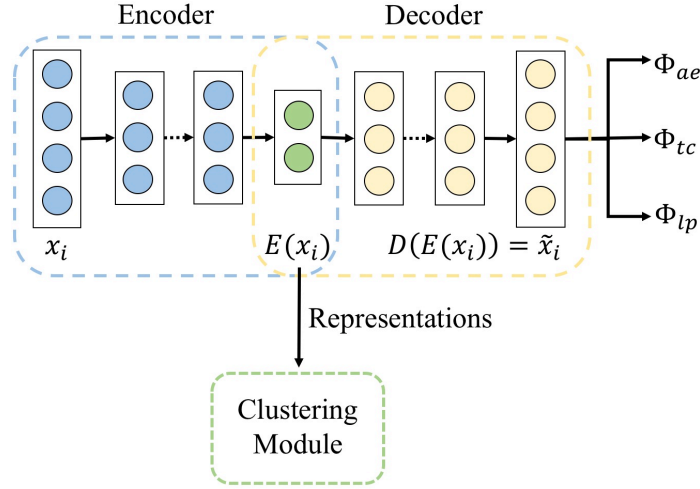 Encoder
Decoder
Φ_ae
Φ_tc
Φ_lp
x_i
E(x_i)
D(E(x_i)) = x̃_i
Representations
Clustering
Module